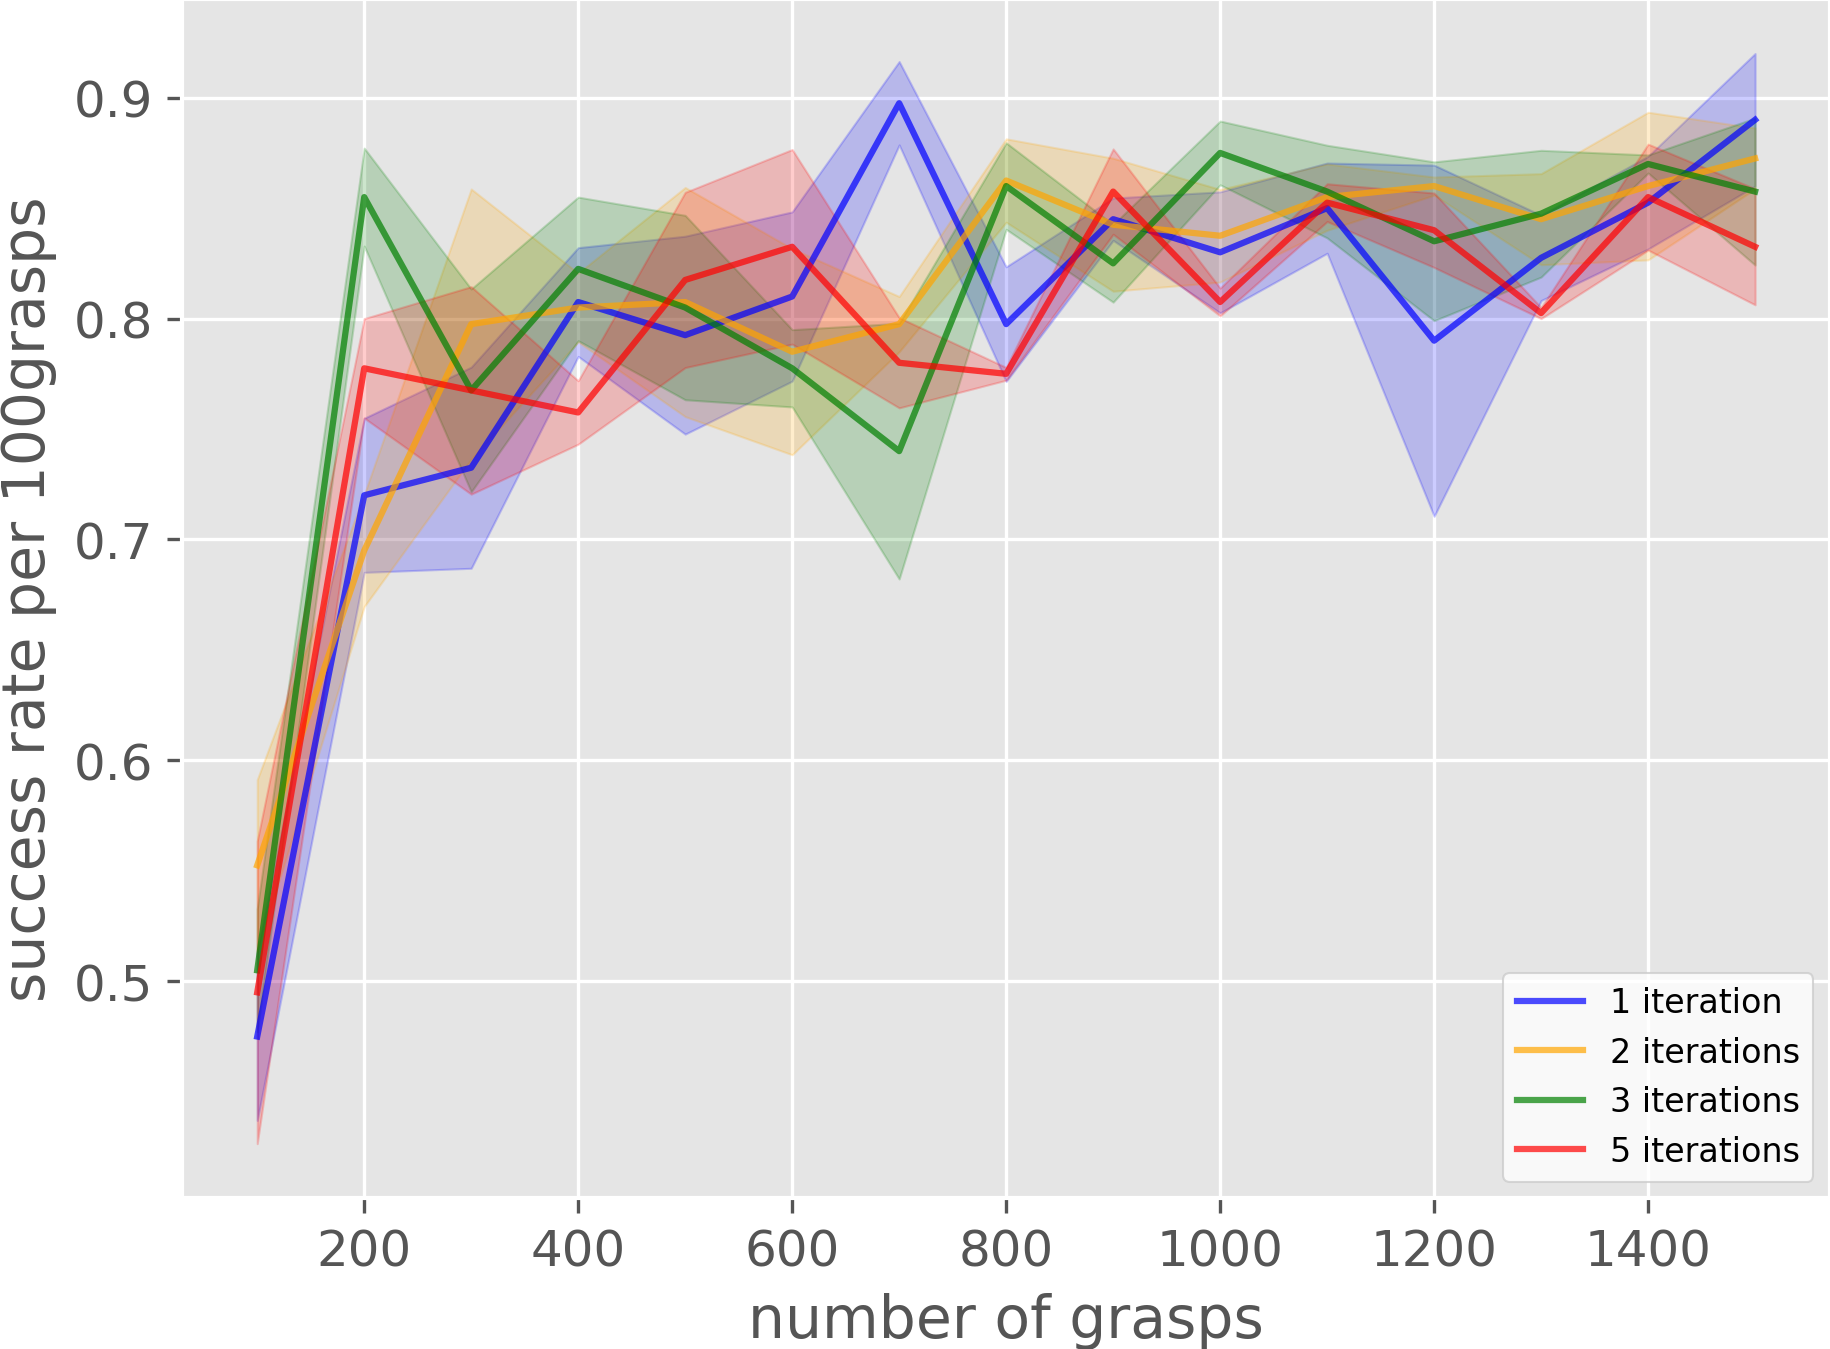 success rate per 100grasps
0.9
0.8
0.7
0.6
0.5
200 400 600 800 1000 1200 1400
number of grasps
1 iteration
2 iterations
3 iterations
5 iterations